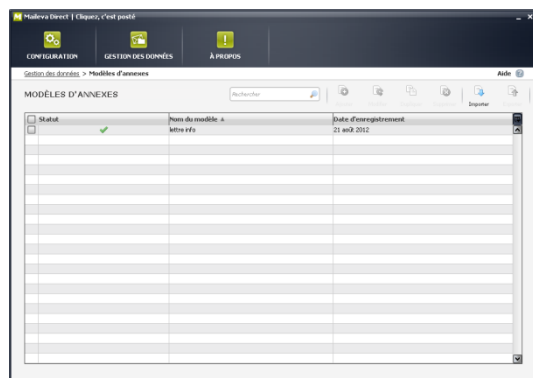 Maileva Direct | Cliquez, c'est posté
CONFIGURATION
GESTION DES DONNÉES
À PROPOS
Gestion des données > Modèles d'annexes
Aide
MODÈLES D'ANNEXES
Rechercher
Importer
Statut
Nom du modèle
Date d'enregistrement
lettre info
21 août 2012